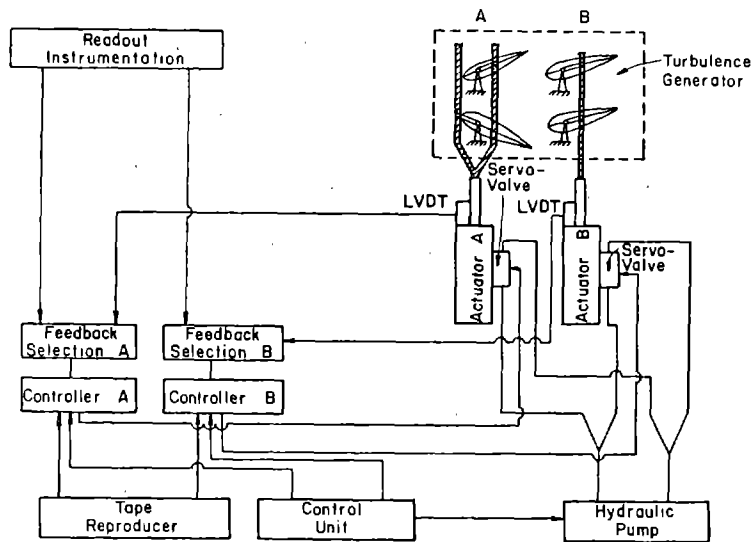 A
B
Readout
Instrumentation
Turbulence
Generator
Servo-
Valve
LVDT
LVDT
Actuator A
Actuator B
Servo-
Valve
Feedback
Selection A
Feedback
Selection B
Controller A
Controller B
Tape
Reproducer
Control
Unit
Hydraulic
Pump